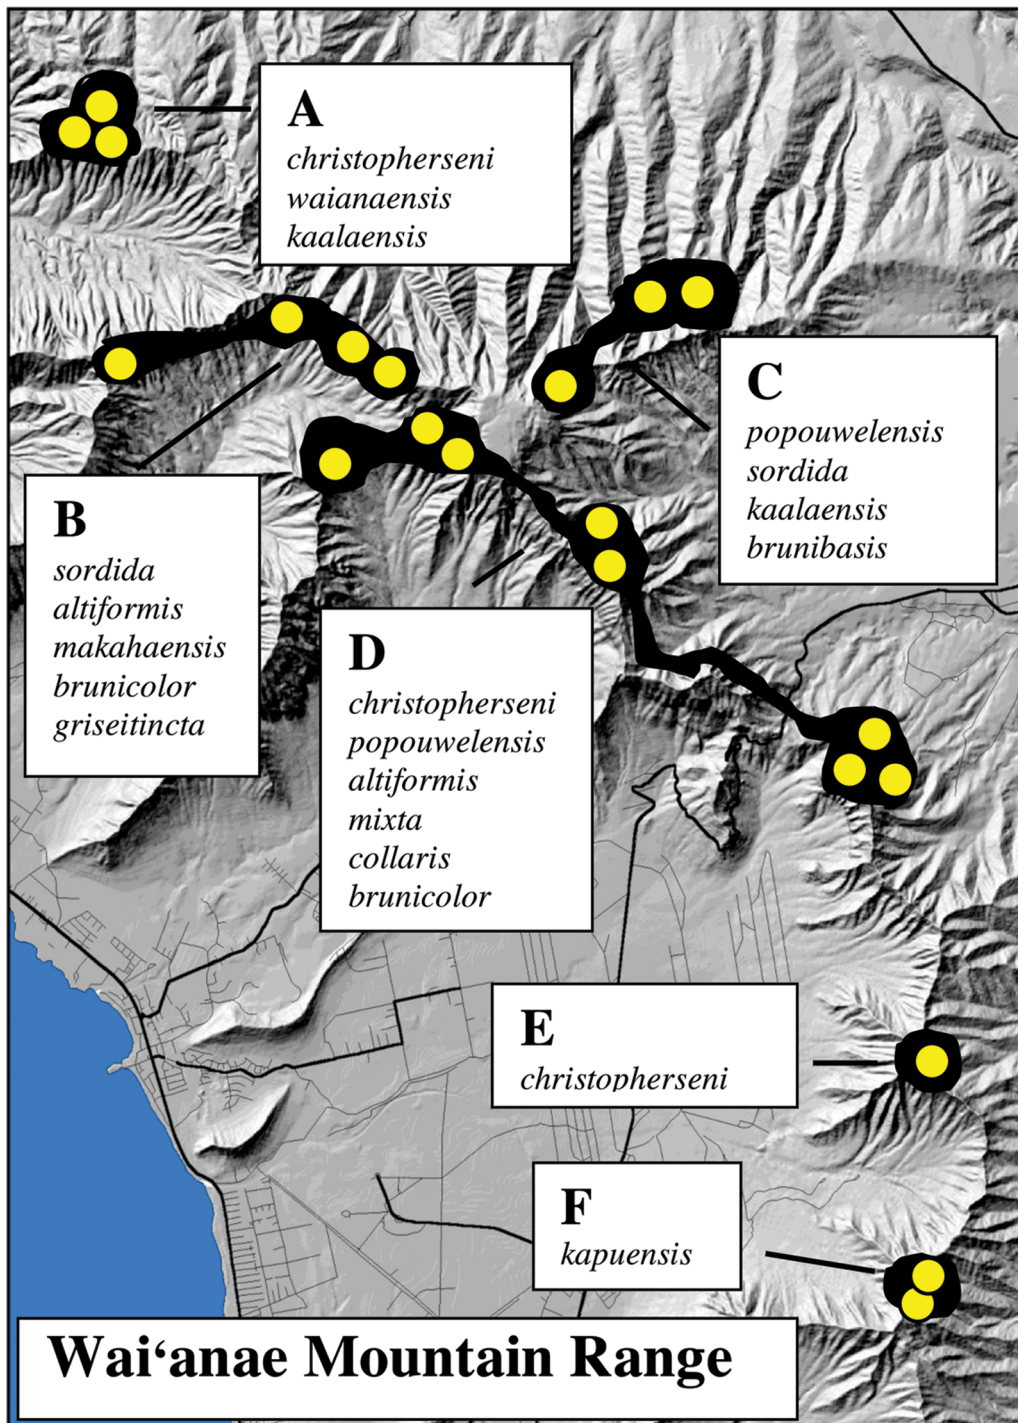 A
christopherseni
waianaensis
kaalaensis
C
popouwelensis
sordida
kaalaensis
brunibasis
B
sordida
altiformis
makahaensis
brunicolor
griseitincta
D
christopherseni
popouwelensis
altiformis
mixta
collaris
brunicolor
E
christopherseni
F
kapuensis
Wai‘anae Mountain Range